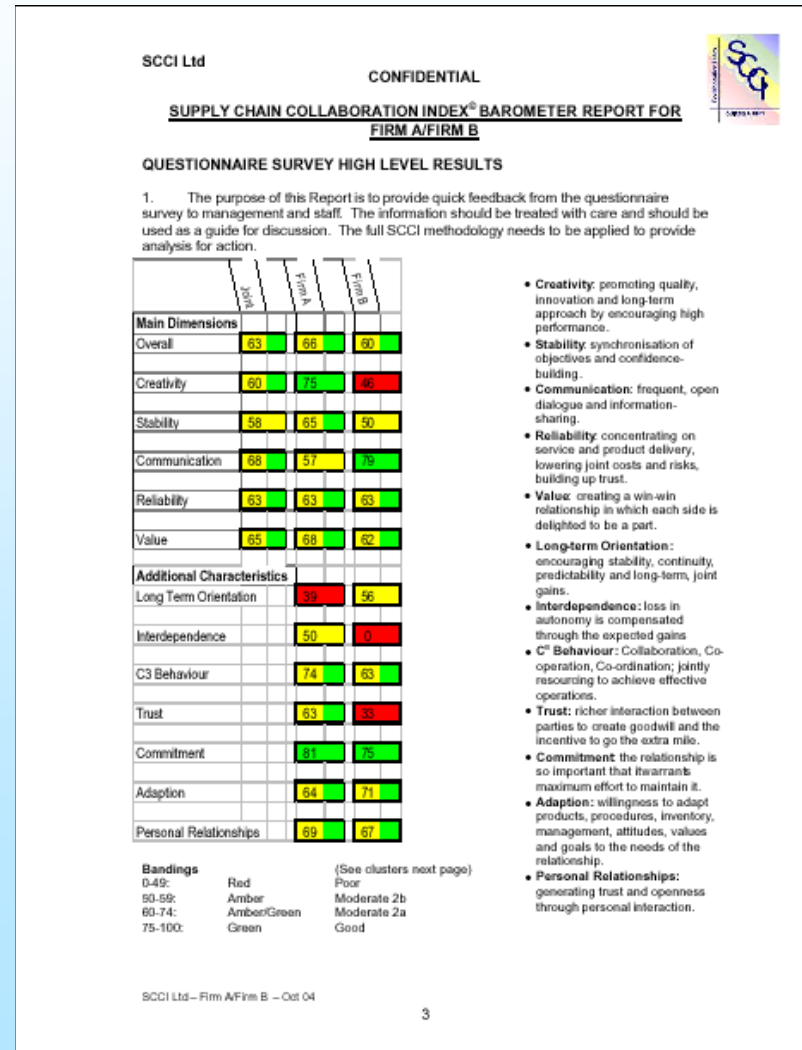 SCCI Ltd
CONFIDENTIAL
SUPPLY CHAIN COLLABORATION INDEX© BAROMETER REPORT FOR
FIRM A/FIRM B
QUESTIONNAIRE SURVEY HIGH LEVEL RESULTS
1. The purpose of this Report is to provide quick feedback from the questionnaire
survey to management and staff. The information should be treated with care and should be
used as a guide for discussion. The full SCCI methodology needs to be applied to provide
analysis for action.
Joint Firm A Firm B
Main Dimensions
Overall 63 66 60
Creativity 60 75 46
Stability 58 65 50
Communication 68 57 79
Reliability 63 63 63
Value 65 68 62
Additional Characteristics
Long Term Orientation 39 56
Interdependence 50 0
C3 Behaviour 74 63
Trust 63 33
Commitment 81 75
Adaption 64 71
Personal Relationships 69 67
• Creativity: promoting quality,
innovation and long-term
approach by encouraging high
performance.
• Stability: synchronisation of
objectives and confidence-
building.
• Communication: frequent, open
dialogue and information-
sharing.
• Reliability: concentrating on
service and product delivery,
lowering joint costs and risks,
building up trust.
• Value: creating a win-win
relationship in which each side is
delighted to be a part.
• Long-term Orientation:
encouraging stability, continuity,
predictability and long-term, joint
gains.
• Interdependence: loss in
autonomy is compensated
through the expected gains
• C³ Behaviour: Collaboration, Co-
operation, Co-ordination; jointly
resourcing to achieve effective
operations.
• Trust: richer interaction between
parties to create goodwill and the
incentive to go the extra mile.
• Commitment: the relationship is
so important that itwarrants
maximum effort to maintain it.
• Adaption: willingness to adapt
products, procedures, inventory,
management, attitudes, values
and goals to the needs of the
relationship.
• Personal Relationships:
generating trust and openness
through personal interaction.
Bandings (See clusters next page)
0-49: Red Poor
50-59: Amber Moderate 2b
60-74: Amber/Green Moderate 2a
75-100: Green Good
SCCI Ltd – Firm A/Firm B – Oct 04
3